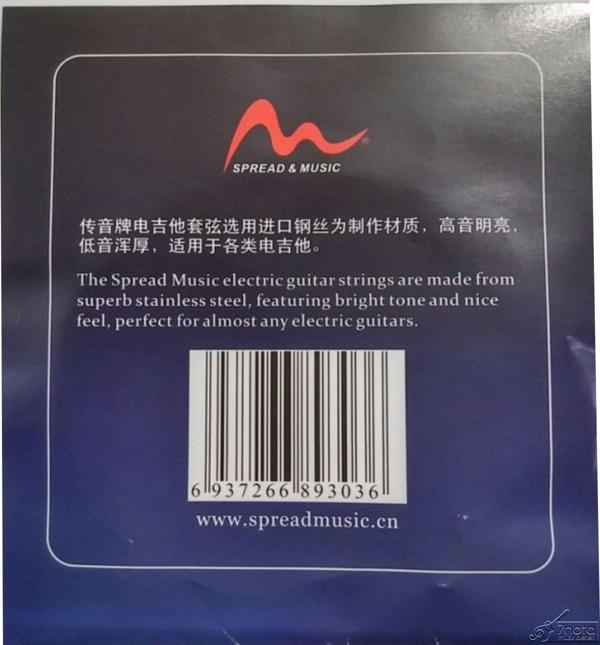 SPREAD & MUSIC
传音牌电吉他套弦选用进口钢丝为制作材质，高音明亮，
低音浑厚，适用于各类电吉他。
The Spread Music electric guitar strings are made from
superb stainless steel, featuring bright tone and nice
feel, perfect for almost any electric guitars.
6 937266 893036
www.spreadmusic.cn
7note